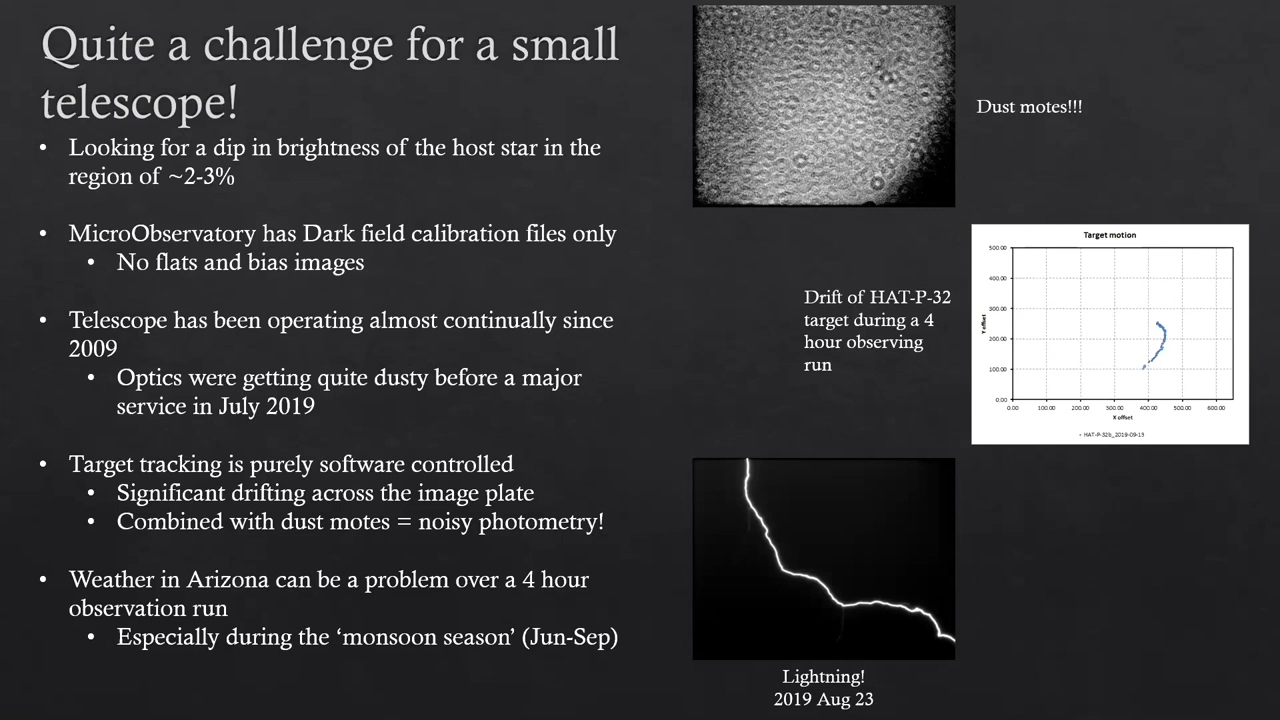 Quite a challenge for a small
telescope!
• Looking for a dip in brightness of the host star in the
region of ~2-3%
• MicroObservatory has Dark field calibration files only
• No flats and bias images
• Telescope has been operating almost continually since
2009
• Optics were getting quite dusty before a major
service in July 2019
• Target tracking is purely software controlled
• Significant drifting across the image plate
• Combined with dust motes = noisy photometry!
• Weather in Arizona can be a problem over a 4 hour
observation run
• Especially during the ‘monsoon season’ (Jun-Sep)
Dust motes!!!
Drift of HAT-P-32
target during a 4
hour observing
run
Target motion
500.00
400.00
300.00
200.00
100.00
0.00
Y offset
0.00 100.00 200.00 300.00 400.00 500.00 600.00
X offset
HAT-P-32b_2019-09-13
Lightning!
2019 Aug 23